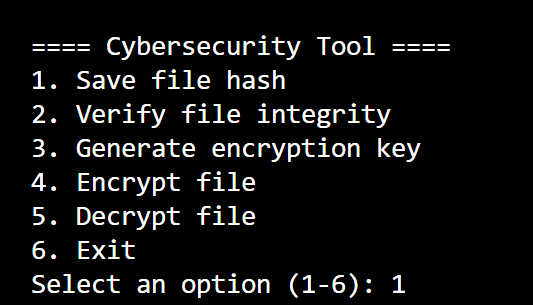 ==== Cybersecurity Tool ====
1. Save file hash
2. Verify file integrity
3. Generate encryption key
4. Encrypt file
5. Decrypt file
6. Exit
Select an option (1-6): 1